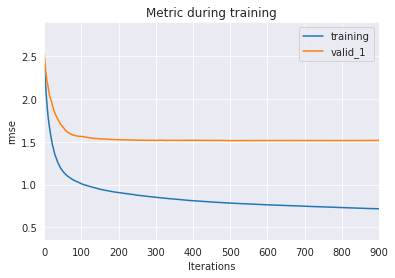 Metric during training
training
valid_1
rmse
2.5
2.0
1.5
1.0
0.5
0 100 200 300 400 500 600 700 800 900
Iterations